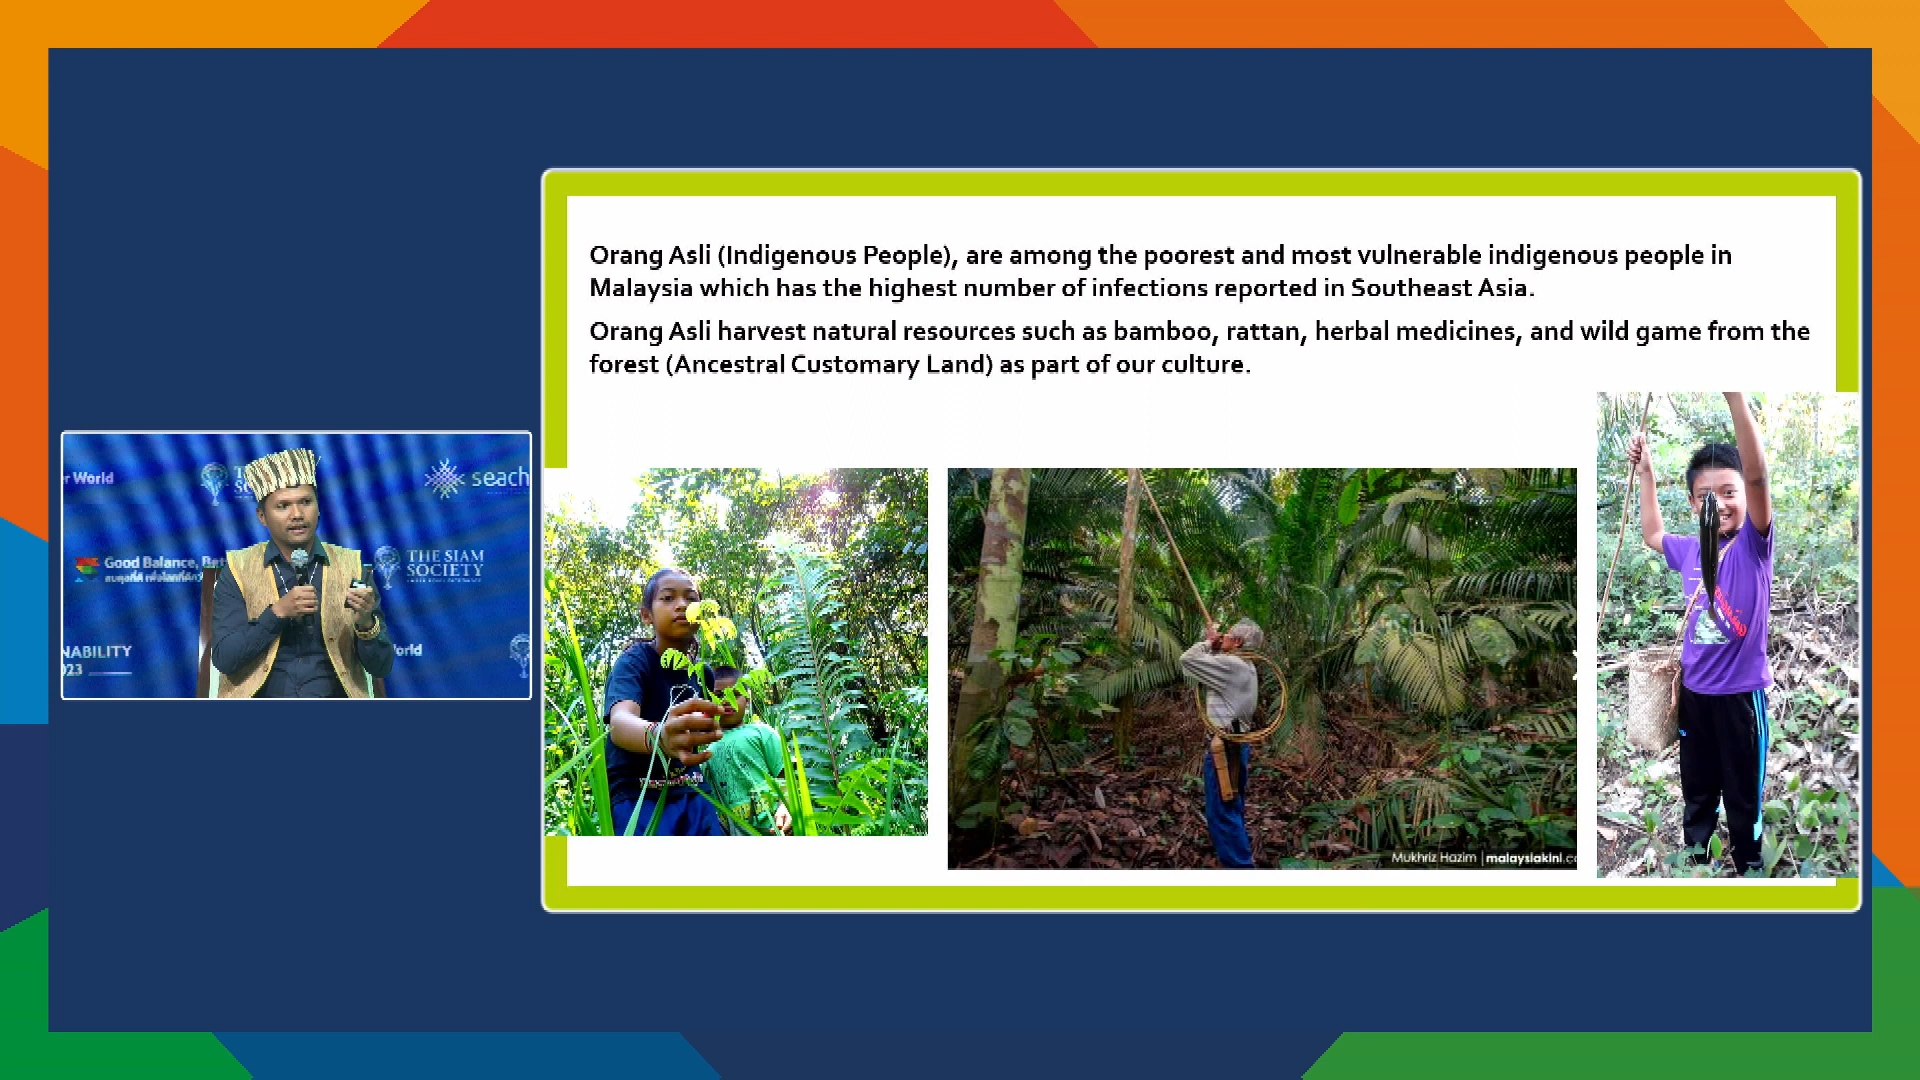 Orang Asli (Indigenous People), are among the poorest and most vulnerable indigenous people in
Malaysia which has the highest number of infections reported in Southeast Asia.
Orang Asli harvest natural resources such as bamboo, rattan, herbal medicines, and wild game from the
forest (Ancestral Customary Land) as part of our culture.
r World
seach
Good Balance, Bet
THE SIAM
SOCIETY
NABILITY
023
orld
Mukhriz Hazim | malaysiakini.c